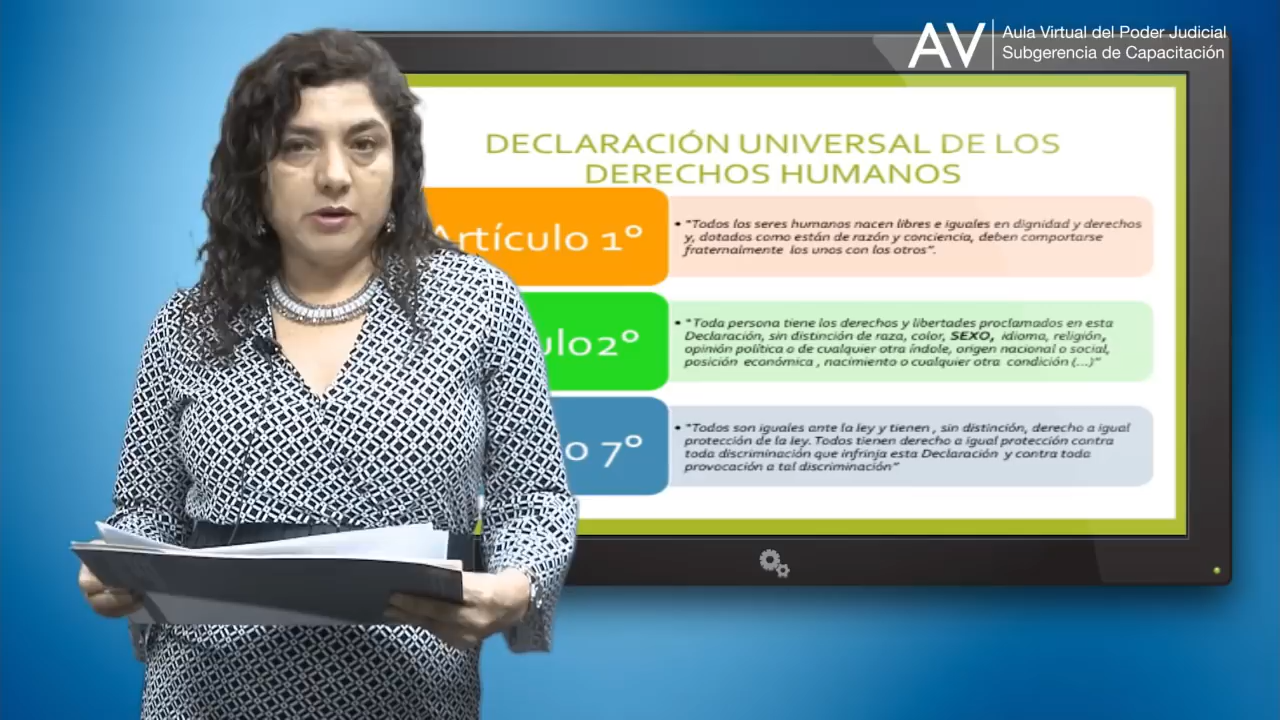 AV
Aula Virtual del Poder Judicial
Subgerencia de Capacitación
DECLARACIÓN UNIVERSAL DE LOS
DERECHOS HUMANOS
Artículo 1º
• "Todos los seres humanos nacen libres e iguales en dignidad y derechos
y, dotados como están de razón y conciencia, deben comportarse
fraternalmente los unos con los otros".
ulo2º
• "Toda persona tiene los derechos y libertades proclamados en esta
Declaración, sin distinción de raza, color, SEXO, idioma, religión,
opinión política o de cualquier otra índole, origen nacional o social,
posición económica , nacimiento o cualquier otra condición (...)"
o 7º
• "Todos son iguales ante la ley y tienen , sin distinción, derecho a igual
protección de la ley. Todos tienen derecho a igual protección contra
toda discriminación que infrinja esta Declaración y contra toda
provocación a tal discriminación"